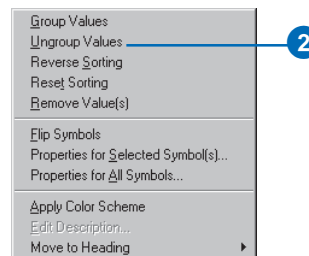 Group Values
Ungroup Values
2
Reverse Sorting
Reset Sorting
Remove Value(s)
Flip Symbols
Properties for Selected Symbol(s)...
Properties for All Symbols...
Apply Color Scheme
Edit Description...
Move to Heading